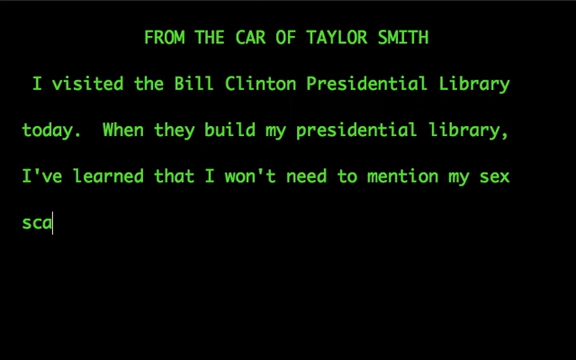 FROM THE CAR OF TAYLOR SMITH
I visited the Bill Clinton Presidential Library
today.  When they build my presidential library,
I've learned that I won't need to mention my sex
sca